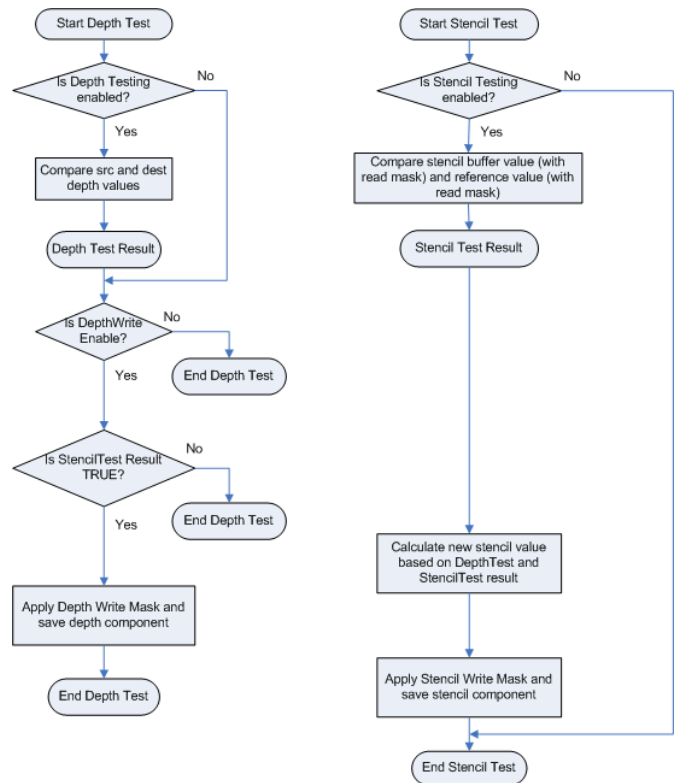 Start Depth Test
Is Depth Testing
enabled?
No
Yes
Compare src and dest
depth values
Depth Test Result
Is DepthWrite
Enable?
No
End Depth Test
Yes
Is StencilTest Result
TRUE?
No
End Depth Test
Yes
Apply Depth Write Mask and
save depth component
End Depth Test
Start Stencil Test
Is Stencil Testing
enabled?
No
Yes
Compare stencil buffer value (with
read mask) and reference value (with
read mask)
Stencil Test Result
Calculate new stencil value
based on DepthTest and
StencilTest result
Apply Stencil Write Mask and
save stencil component
End Stencil Test